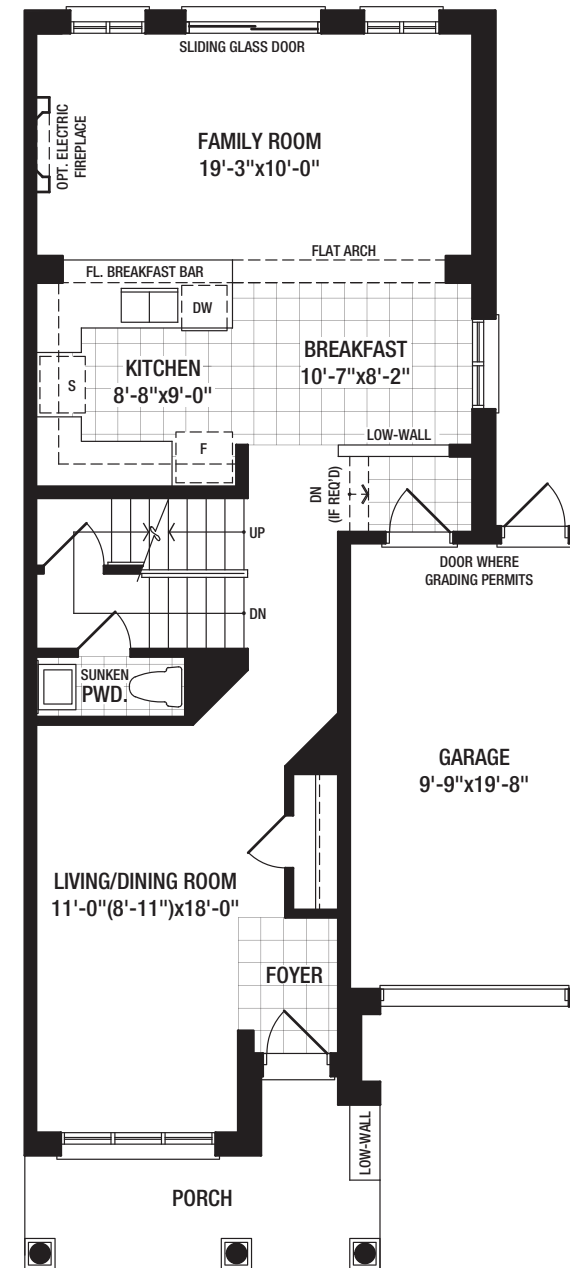 SLIDING GLASS DOOR
OPT. ELECTRIC
FIREPLACE
FAMILY ROOM
19'-3"x10'-0"
FLAT ARCH
FL. BREAKFAST BAR
DW
BREAKFAST
10'-7"x8'-2"
KITCHEN
8'-8"x9'-0"
S
F
LOW-WALL
DN
(IF REQ'D)
UP
DN
DOOR WHERE
GRADING PERMITS
SUNKEN
PWD.
GARAGE
9'-9"x19'-8"
LIVING/DINING ROOM
11'-0"(8'-11")x18'-0"
FOYER
LOW-WALL
PORCH